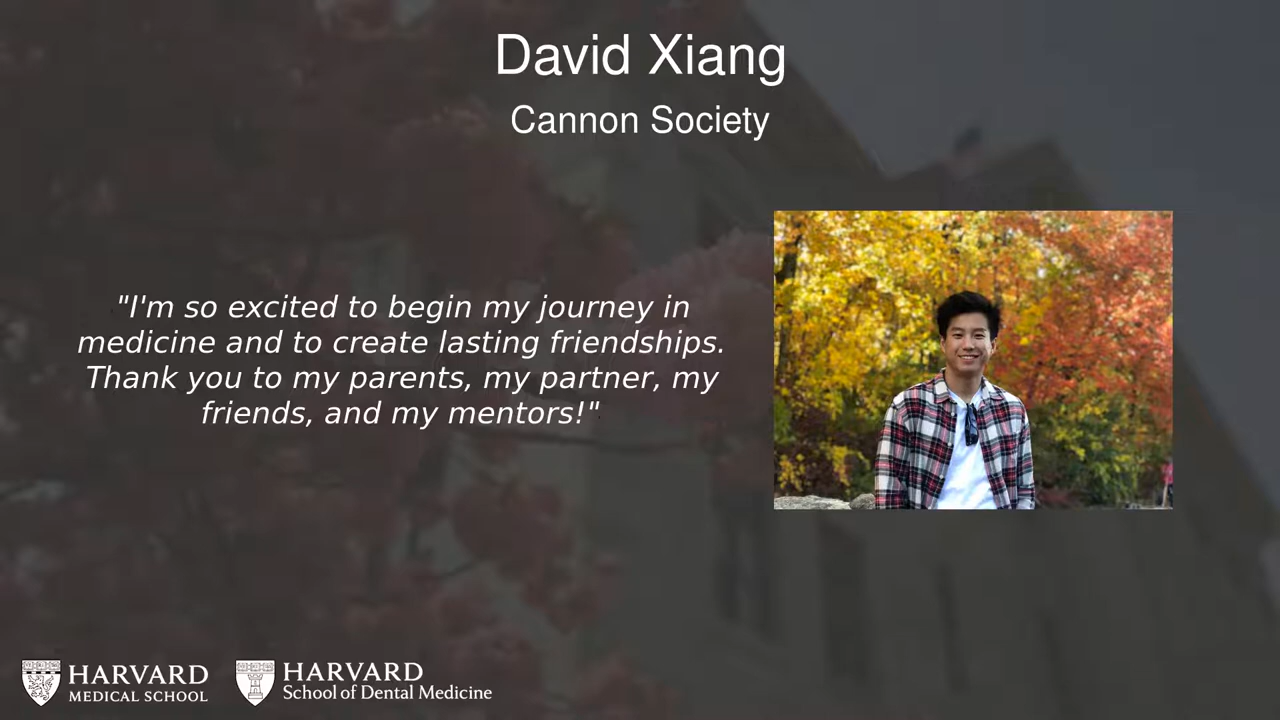 David Xiang
Cannon Society
"I'm so excited to begin my journey in
medicine and to create lasting friendships.
Thank you to my parents, my partner, my
friends, and my mentors!"
HARVARD
MEDICAL SCHOOL
HARVARD
School of Dental Medicine